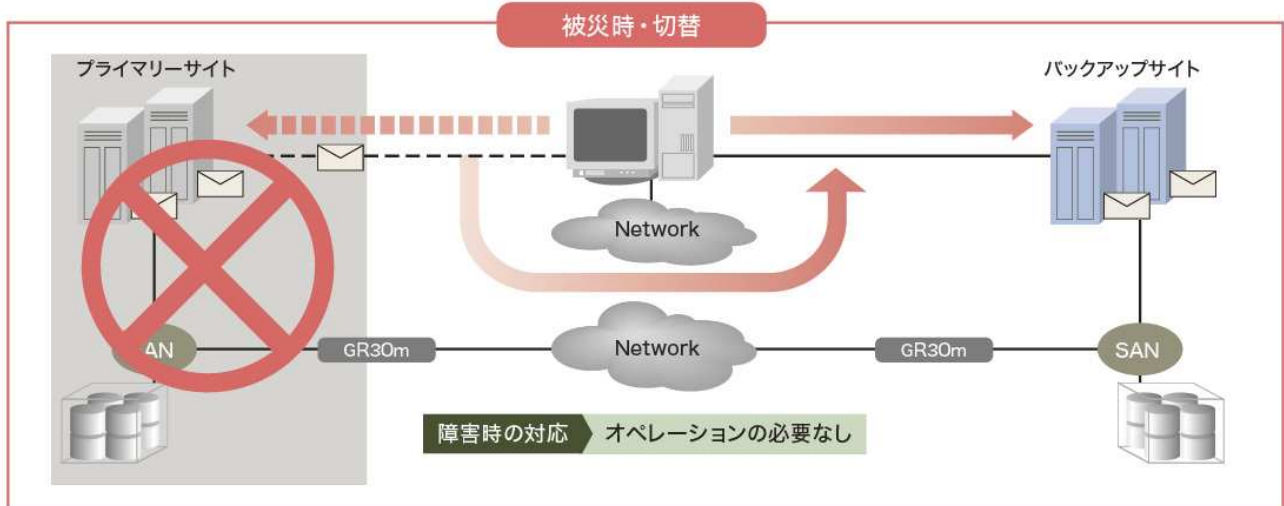 被災時・切替
プライマリーサイト
バックアップサイト
Network
Network
AN
GR30m
GR30m
SAN
障害時の対応
オペレーションの必要なし